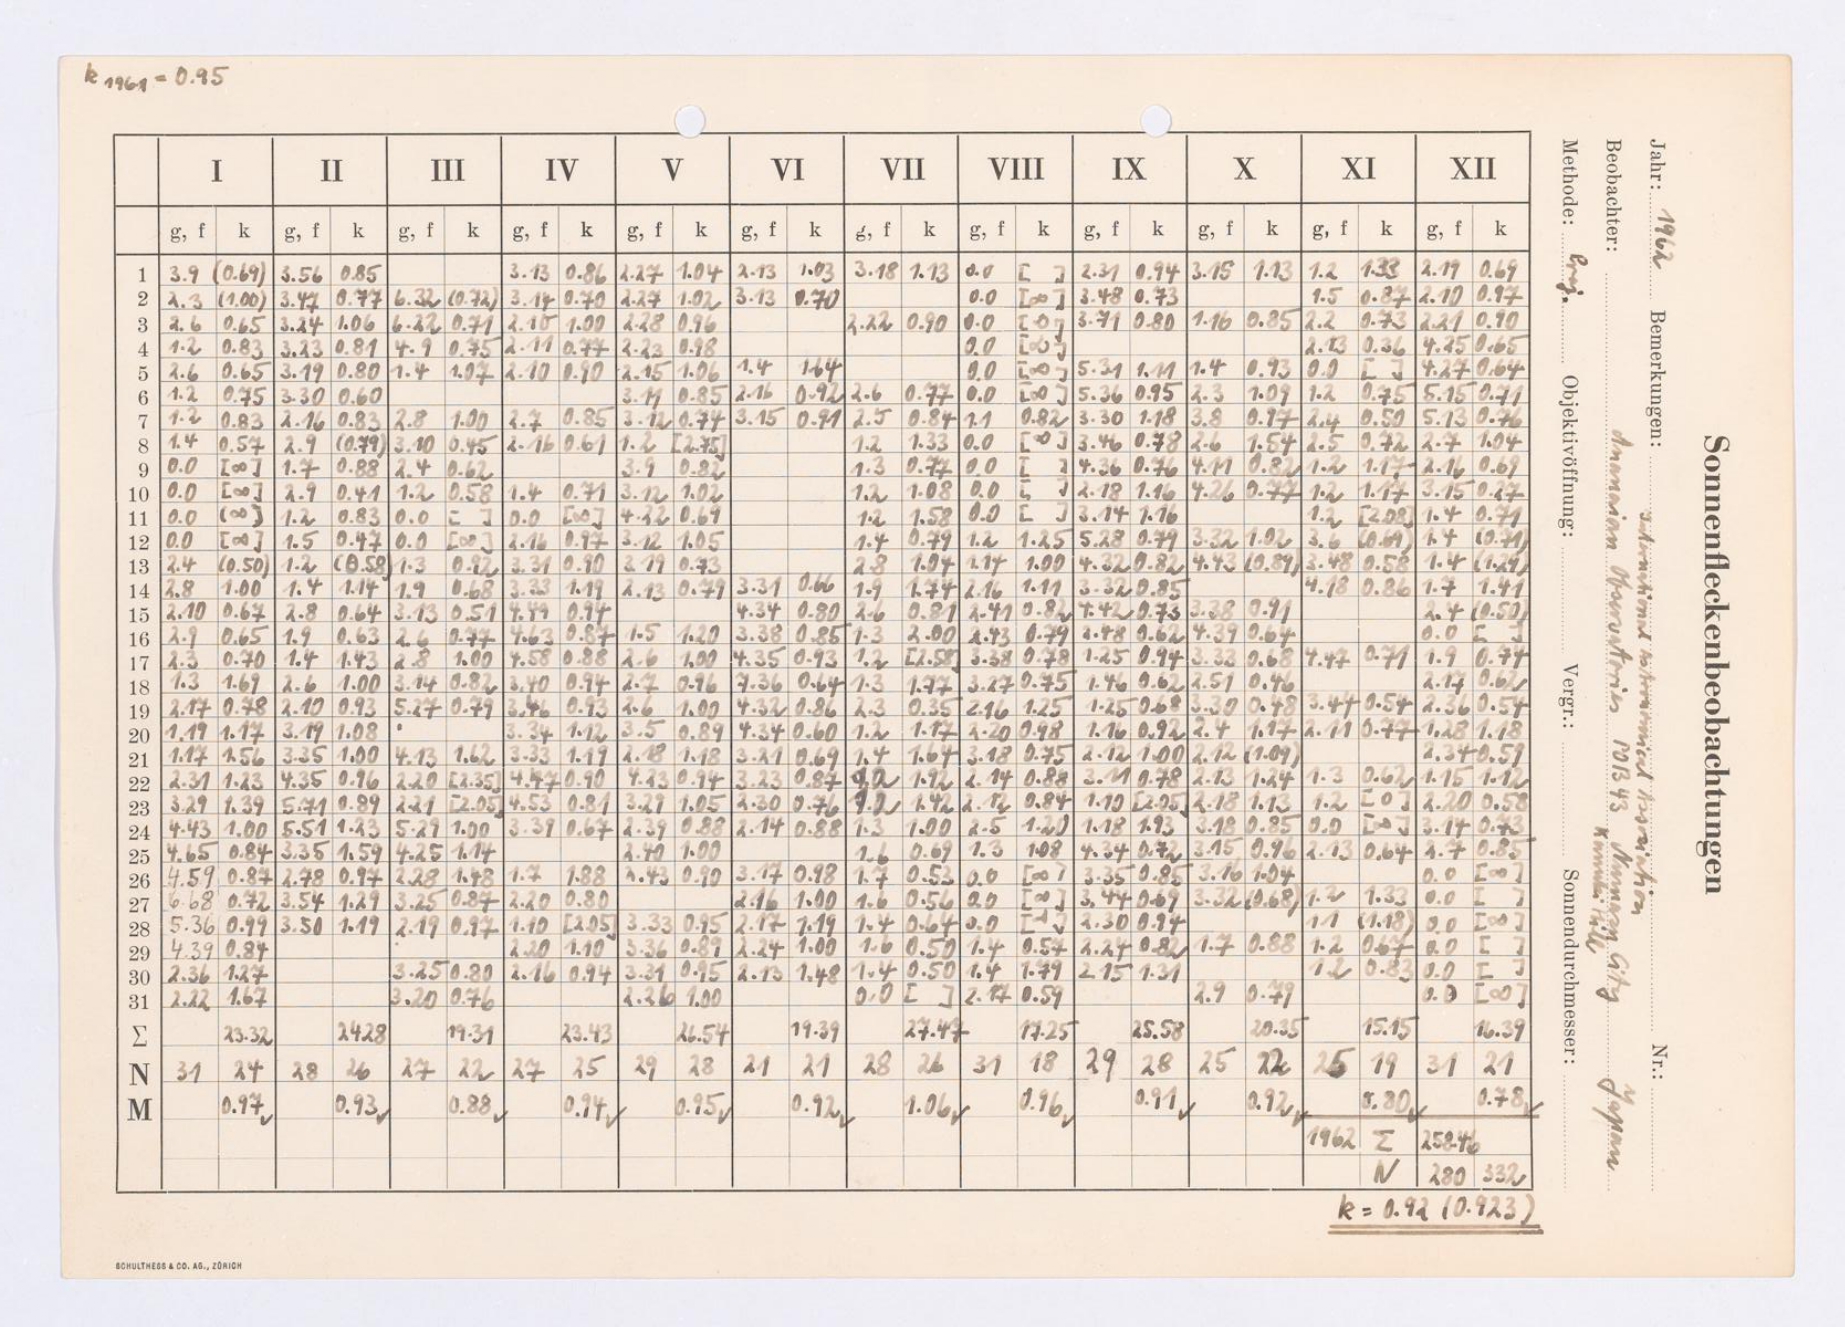 k 1961 = 0.95
I II III IV V VI VII VIII IX X XI XII
g, f k g, f k g, f k g, f k g, f k g, f k g, f k g, f k g, f k g, f k g, f k g, f k
1 3.9 (0.69) 3.56 0.85 3.13 0.86 2.27 1.04 2.13 1.03 3.18 1.13 0.0 [ ] 2.31 0.94 3.15 1.13 1.2 1.33 2.19 0.69
2 2.3 (1.00) 3.47 0.77 6.32 (0.72) 3.14 0.70 2.27 1.02 3.13 0.70 0.0 [∞] 3.48 0.73 1.5 0.87 2.10 0.97
3 2.6 0.65 3.24 1.06 6.22 0.71 2.10 1.00 2.28 0.96 2.22 0.90 0.0 [∞] 3.71 0.80 1.16 0.85 2.2 0.73 2.21 0.90
4 1.2 0.83 3.23 0.81 4.9 0.75 2.11 0.77 2.23 0.98 0.0 [∞] 2.13 0.36 4.25 0.65
5 2.6 0.65 3.19 0.80 1.4 1.07 2.10 0.90 2.15 1.06 1.4 1.64 0.0 [∞] 5.31 1.11 1.4 0.93 0.0 [ ] 4.27 0.64
6 1.2 0.75 3.30 0.60 3.11 0.85 2.16 0.92 2.6 0.77 0.0 [∞] 5.36 0.95 2.3 1.09 1.2 0.75 5.15 0.71
7 1.2 0.83 2.16 0.83 2.8 1.00 2.7 0.85 3.12 0.74 3.15 0.91 2.5 0.84 1.1 0.82 3.30 1.18 3.8 0.97 2.4 0.50 5.13 0.76
8 1.4 0.57 2.9 (0.79) 3.10 0.45 2.16 0.61 1.2 [2.75] 1.2 1.33 0.0 [∞] 3.46 0.78 2.6 1.54 2.5 0.72 2.7 1.04
9 0.0 [∞] 1.7 0.88 2.4 0.62 3.9 0.82 1.3 0.77 0.0 [ ] 4.36 0.76 4.11 0.82 1.2 1.17 2.16 0.69
10 0.0 [∞] 2.9 0.41 1.2 0.58 1.4 0.71 3.12 1.02 1.2 1.08 0.0 [ ] 2.18 1.16 4.26 0.77 1.2 1.17 3.15 0.27
11 0.0 (∞] 1.2 0.83 0.0 [ ] 0.0 [∞] 4.22 0.69 1.2 1.58 0.0 [ ] 3.14 1.16 1.2 [2.08] 1.4 0.71
12 0.0 [∞] 1.5 0.47 0.0 [∞] 2.16 0.97 3.12 1.05 1.4 0.79 1.2 1.25 5.28 0.79 3.32 1.02 3.6 (0.69) 1.4 (0.71)
13 2.4 (0.50) 1.2 (0.58) 1.3 0.92 3.31 0.90 3.19 0.73 2.8 1.04 1.14 1.00 4.32 0.82 4.43 (0.89) 3.48 0.58 1.4 (1.29)
14 2.8 1.00 1.4 1.14 1.9 0.68 3.33 1.19 2.13 0.79 3.31 0.66 1.9 1.74 2.16 1.11 3.32 0.85 4.18 0.86 1.7 1.41
15 2.10 0.67 2.8 0.64 3.13 0.51 4.49 0.94 4.34 0.80 2.6 0.81 2.41 0.82 4.42 0.73 3.38 0.91 2.4 (0.50)
16 2.9 0.65 1.9 0.63 2.6 0.77 4.63 0.87 1.5 1.20 3.38 0.85 1.3 2.00 2.43 0.79 2.48 0.62 4.39 0.64 0.0 [ ]
17 2.3 0.70 1.4 1.43 2.8 1.00 4.58 0.88 2.6 1.00 4.35 0.93 1.2 [2.58] 3.38 0.78 1.25 0.94 3.33 0.68 4.47 0.71 1.9 0.74
18 1.3 1.69 2.6 1.00 3.14 0.82 3.40 0.94 2.7 0.96 7.36 0.64 1.3 1.77 3.27 0.75 1.46 0.62 2.51 0.46 2.17 0.62
19 2.17 0.78 2.10 0.93 5.27 0.79 3.46 0.93 2.6 1.00 4.32 0.86 2.3 0.35 2.16 1.25 1.25 0.68 3.30 0.48 3.44 0.54 2.36 0.54
20 1.19 1.17 3.19 1.08 3.34 1.12 3.5 0.89 4.34 0.60 1.2 1.17 2.20 0.98 1.16 0.92 2.4 1.17 2.11 0.77 1.28 1.18
21 1.17 1.56 3.35 1.00 4.13 1.62 3.33 1.19 2.18 1.18 3.21 0.69 1.4 1.64 3.18 0.75 2.12 1.00 2.12 (1.09) 2.34 0.59
22 2.31 1.23 4.35 0.96 2.20 [2.35] 4.47 0.90 4.23 0.94 3.23 0.87 1.92 2.14 0.88 3.11 0.78 2.13 1.24 1.3 0.62 1.15 1.12
23 3.29 1.39 5.71 0.89 2.21 [2.05] 4.53 0.81 3.29 1.05 2.30 0.76 1.42 2.12 0.84 1.10 [2.05] 2.18 1.13 1.2 [0] 2.20 0.58
24 4.43 1.00 5.51 1.23 5.29 1.00 3.39 0.67 2.39 0.88 2.14 0.88 1.3 1.00 2.5 1.20 1.18 1.93 3.18 0.85 0.0 [∞] 3.14 0.73
25 4.65 0.84 3.35 1.59 4.25 1.14 2.40 1.00 1.6 0.69 1.3 1.08 4.34 0.72 3.15 0.96 2.13 0.64 2.7 0.85
26 4.59 0.87 2.78 0.97 2.28 1.48 1.7 1.88 4.43 0.90 3.17 0.98 1.7 0.53 0.0 [∞] 3.35 0.85 3.16 1.04 0.0 [∞]
27 6.68 0.72 3.54 1.29 3.25 0.87 2.20 0.80 2.16 1.00 1.6 0.56 0.0 [∞] 3.44 0.69 3.32 (0.68) 1.2 1.33 0.0 [ ]
28 5.36 0.99 3.50 1.19 2.19 0.97 1.10 [2.05] 3.33 0.95 2.17 1.19 1.4 0.64 0.0 2.30 0.94 1.1 (1.18) 0.0 [∞]
29 4.39 0.84 2.20 1.10 3.36 0.89 2.24 1.00 1.6 0.50 1.4 0.57 2.24 0.82 1.7 0.88 1.2 0.67 0.0 [ ]
30 2.36 1.27 3.25 0.80 2.16 0.94 3.31 0.95 2.13 1.48 1.4 0.50 1.4 1.79 2.15 1.31 1.2 0.83 0.0 [ ]
31 2.22 1.67 3.20 0.76 2.26 1.00 0.0 [ ] 2.17 0.59 2.9 0.79 0.0 [∞]
Σ 23.32 24.28 19.31 23.43 26.54 19.39 27.47 17.25 25.58 20.35 15.15 16.39
N 31 24 28 26 27 22 27 25 29 28 21 21 28 26 31 18 29 28 25 22 25 19 31 21
M 0.97 0.93 0.88 0.94 0.95 0.92 1.06 0.96 0.91 0.92 0.80 0.78
1962 Σ 258.46
N 280 332
k = 0.92 (0.923)
SCHULTHESS & CO. AG., ZÜRICH
Sonnenfleckenbeobachtungen
Jahr: 1962 Bemerkungen: International Astronomical Association Nr.:
Beobachter: Amanian Observatories POB 43 Numazu City Japan
Methode: Proj. Objektivöffnung: Vergr.: Sonnendurchmesser: